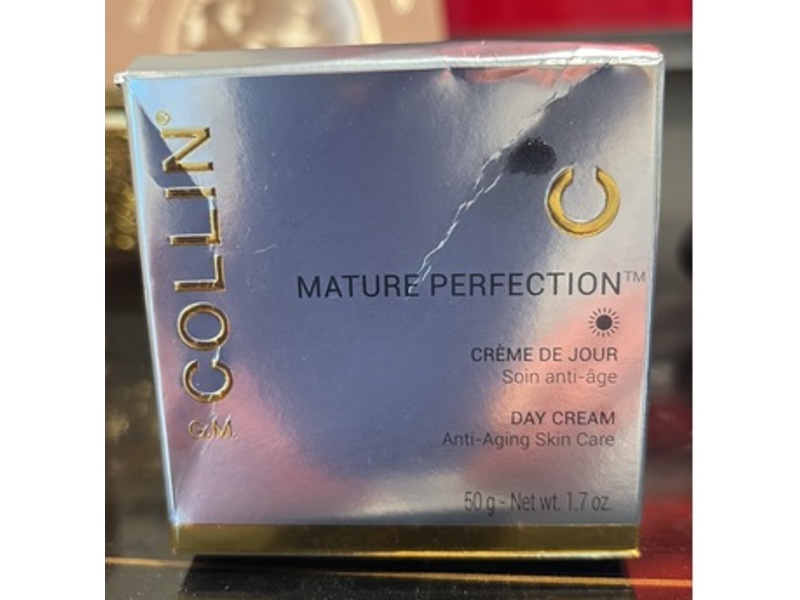 G.M. COLLIN®
C
MATURE PERFECTION™
CRÈME DE JOUR
Soin anti-âge
DAY CREAM
Anti-Aging Skin Care
50 g - Net wt. 1.7 oz.